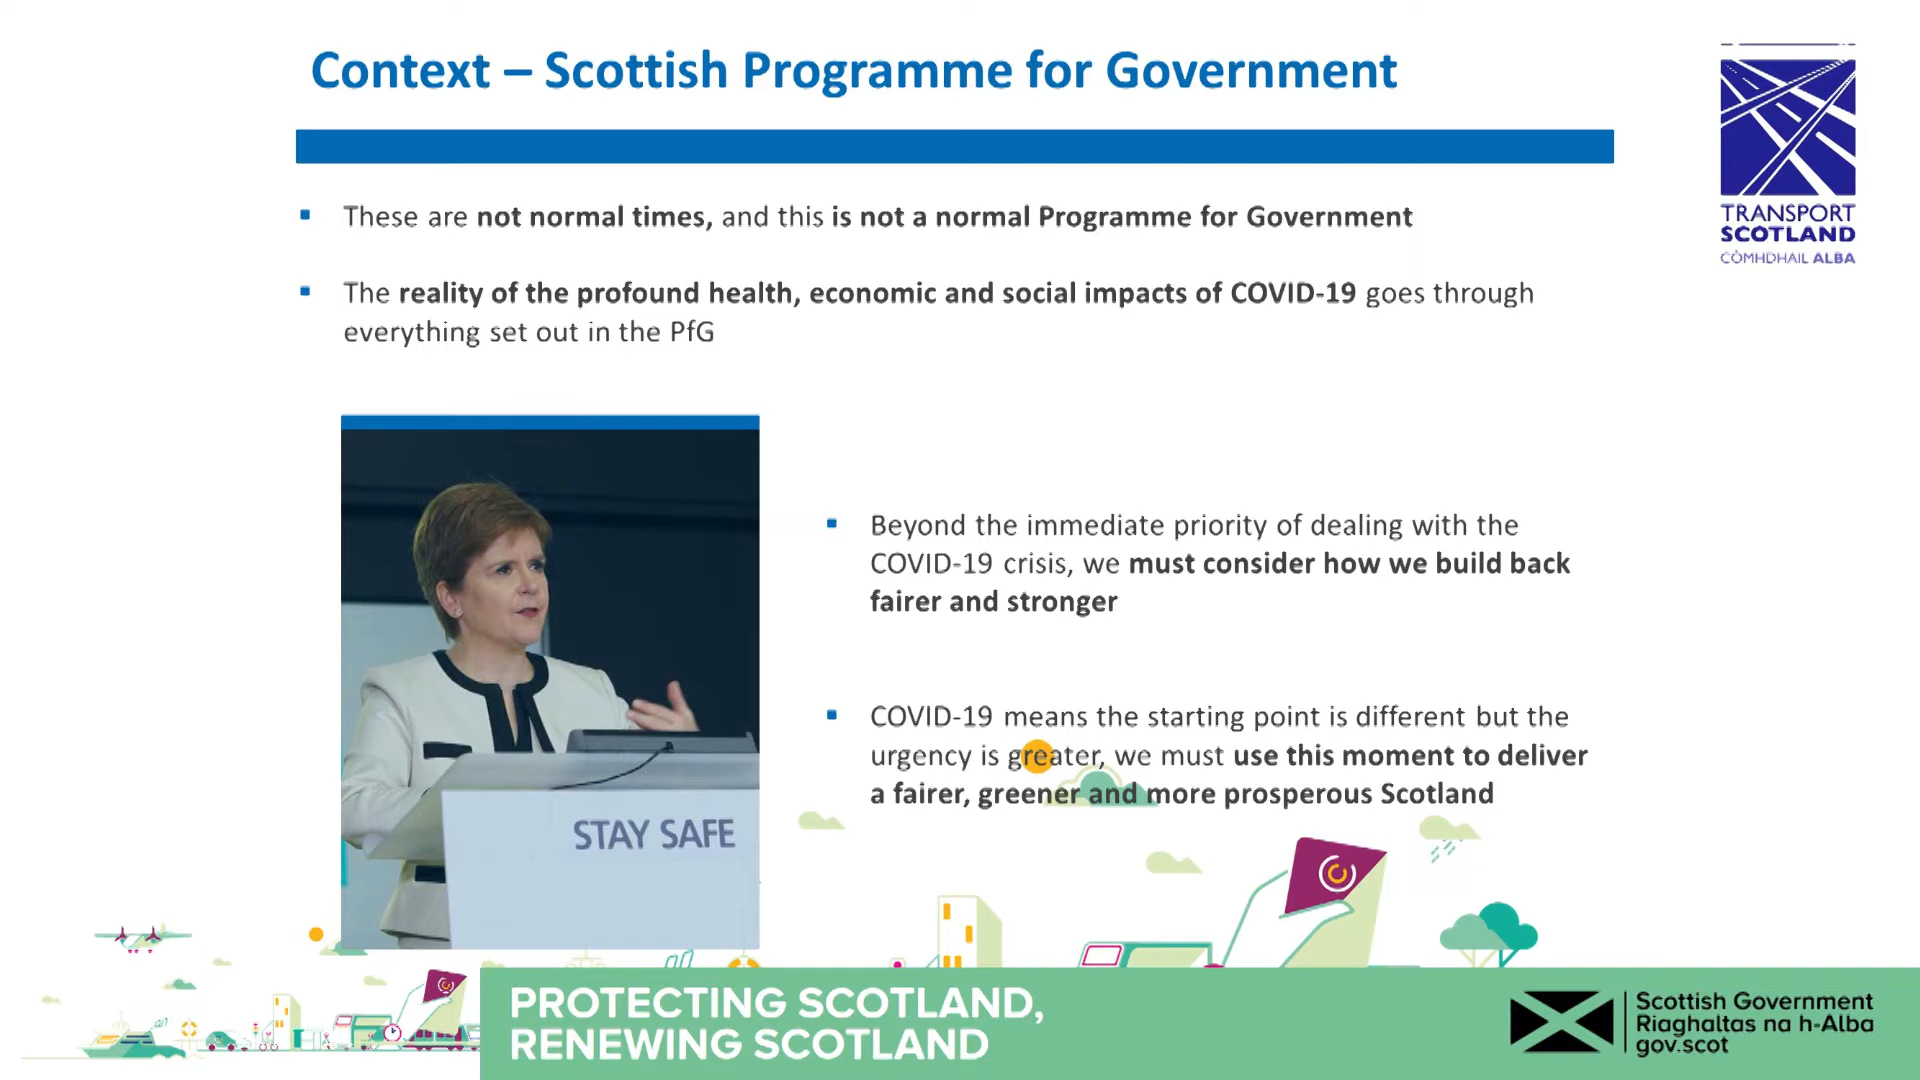 Context – Scottish Programme for Government
TRANSPORT
SCOTLAND
CÒMHDHAIL ALBA
These are not normal times, and this is not a normal Programme for Government
The reality of the profound health, economic and social impacts of COVID-19 goes through
everything set out in the PfG
Beyond the immediate priority of dealing with the
COVID-19 crisis, we must consider how we build back
fairer and stronger
COVID-19 means the starting point is different but the
urgency is greater, we must use this moment to deliver
a fairer, greener and more prosperous Scotland
STAY SAFE
PROTECTING SCOTLAND,
RENEWING SCOTLAND
Scottish Government
Riaghaltas na h-Alba
gov.scot